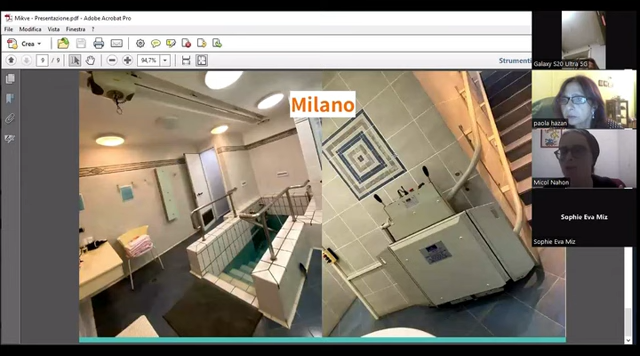 Mikve - Presentazione.pdf - Adobe Acrobat Pro
File Modifica Vista Finestra ?
Crea
9 / 9
94,7%
Strumenti
Milano
Galaxy S20 Ultra 5G
paola hazan
Micol Nahon
Sophie Eva Miz
Sophie Eva Miz